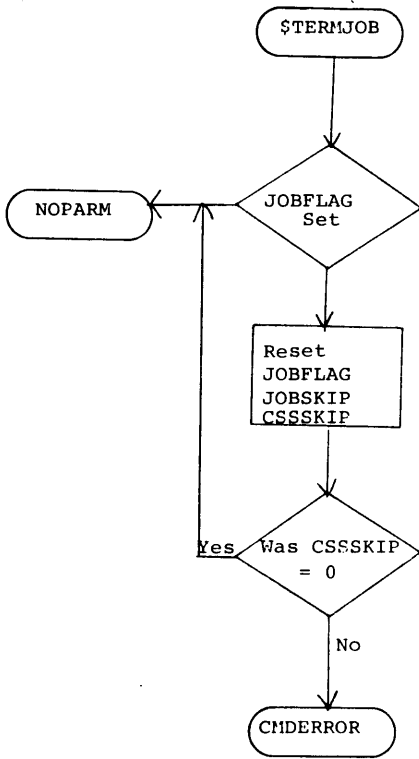 $TERMJOB
JOBFLAG
Set
NOPARM
Reset
JOBFLAG
JOBSKIP
CSSSKIP
Yes
Was CSSSKIP
= 0
No
CMDERROR